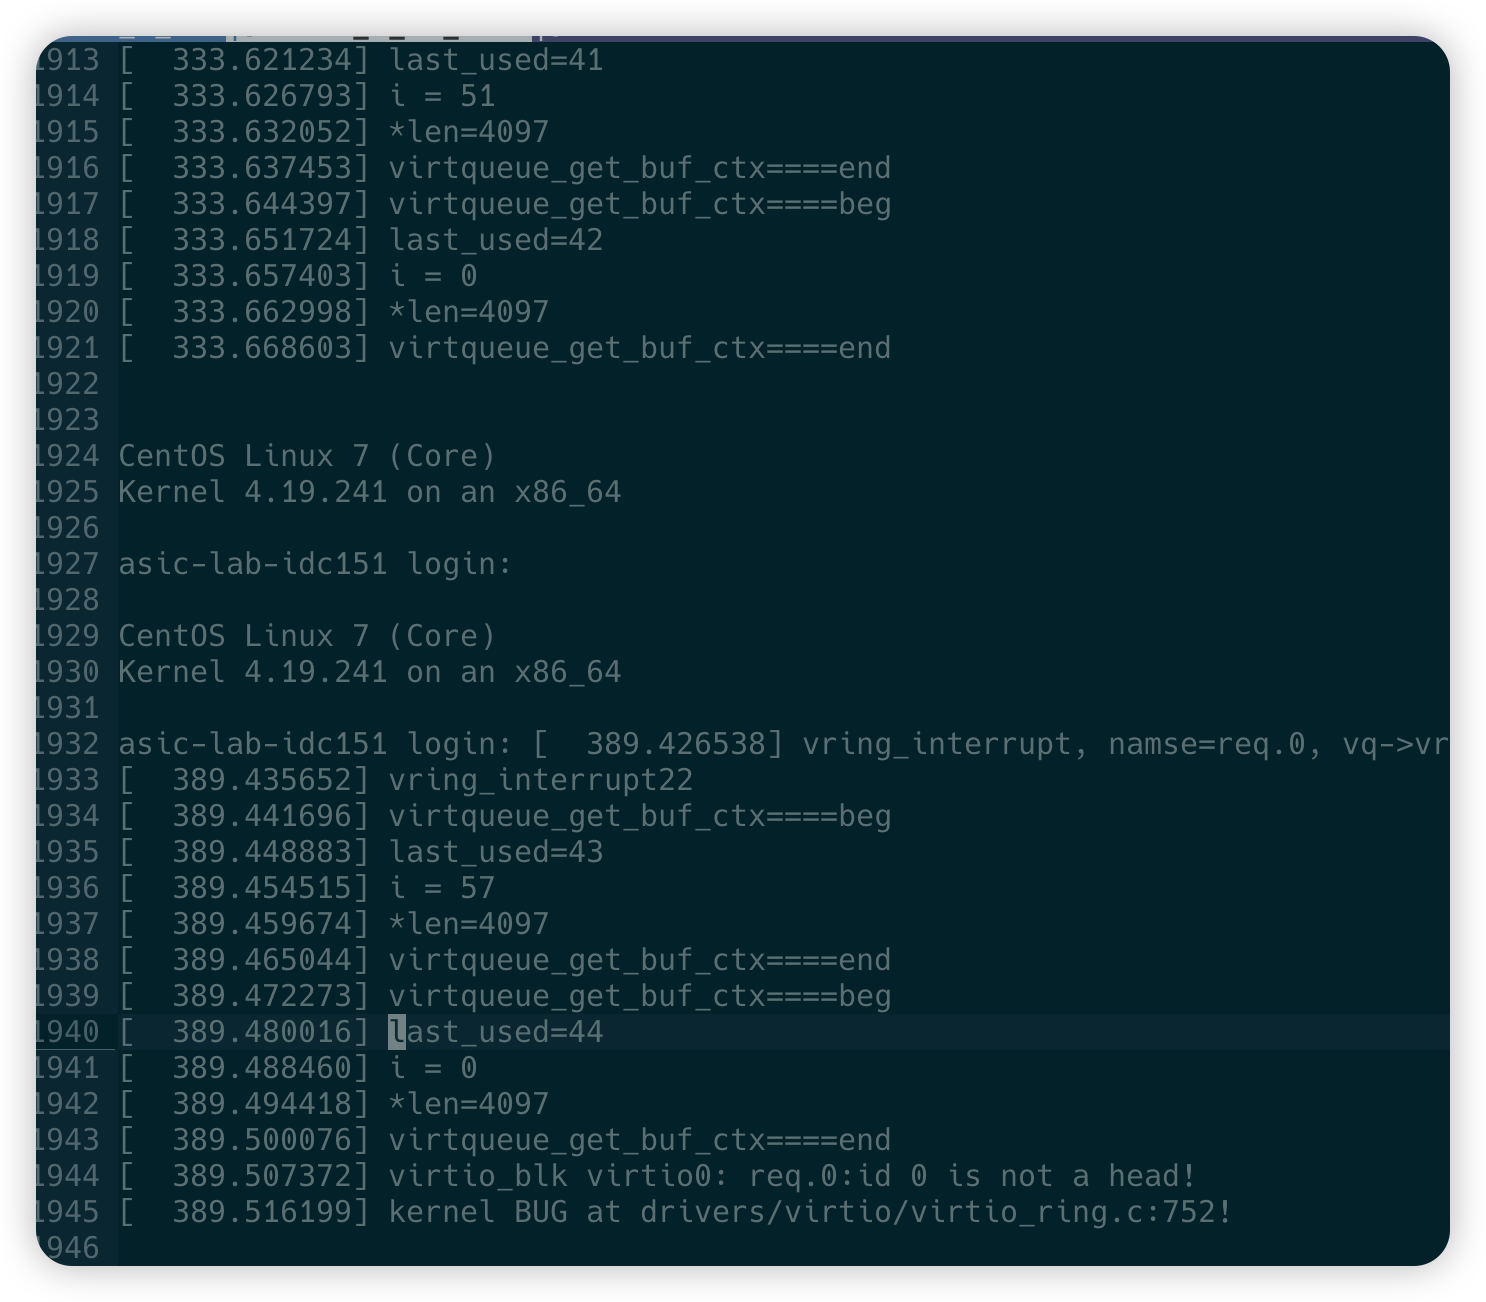 1913 [  333.621234] last_used=41
1914 [  333.626793] i = 51
1915 [  333.632052] *len=4097
1916 [  333.637453] virtqueue_get_buf_ctx====end
1917 [  333.644397] virtqueue_get_buf_ctx====beg
1918 [  333.651724] last_used=42
1919 [  333.657403] i = 0
1920 [  333.662998] *len=4097
1921 [  333.668603] virtqueue_get_buf_ctx====end
1922
1923
1924 CentOS Linux 7 (Core)
1925 Kernel 4.19.241 on an x86_64
1926
1927 asic-lab-idc151 login:
1928
1929 CentOS Linux 7 (Core)
1930 Kernel 4.19.241 on an x86_64
1931
1932 asic-lab-idc151 login: [  389.426538] vring_interrupt, namse=req.0, vq->vr
1933 [  389.435652] vring_interrupt22
1934 [  389.441696] virtqueue_get_buf_ctx====beg
1935 [  389.448883] last_used=43
1936 [  389.454515] i = 57
1937 [  389.459674] *len=4097
1938 [  389.465044] virtqueue_get_buf_ctx====end
1939 [  389.472273] virtqueue_get_buf_ctx====beg
1940 [  389.480016] last_used=44
1941 [  389.488460] i = 0
1942 [  389.494418] *len=4097
1943 [  389.500076] virtqueue_get_buf_ctx====end
1944 [  389.507372] virtio_blk virtio0: req.0:id 0 is not a head!
1945 [  389.516199] kernel BUG at drivers/virtio/virtio_ring.c:752!
1946